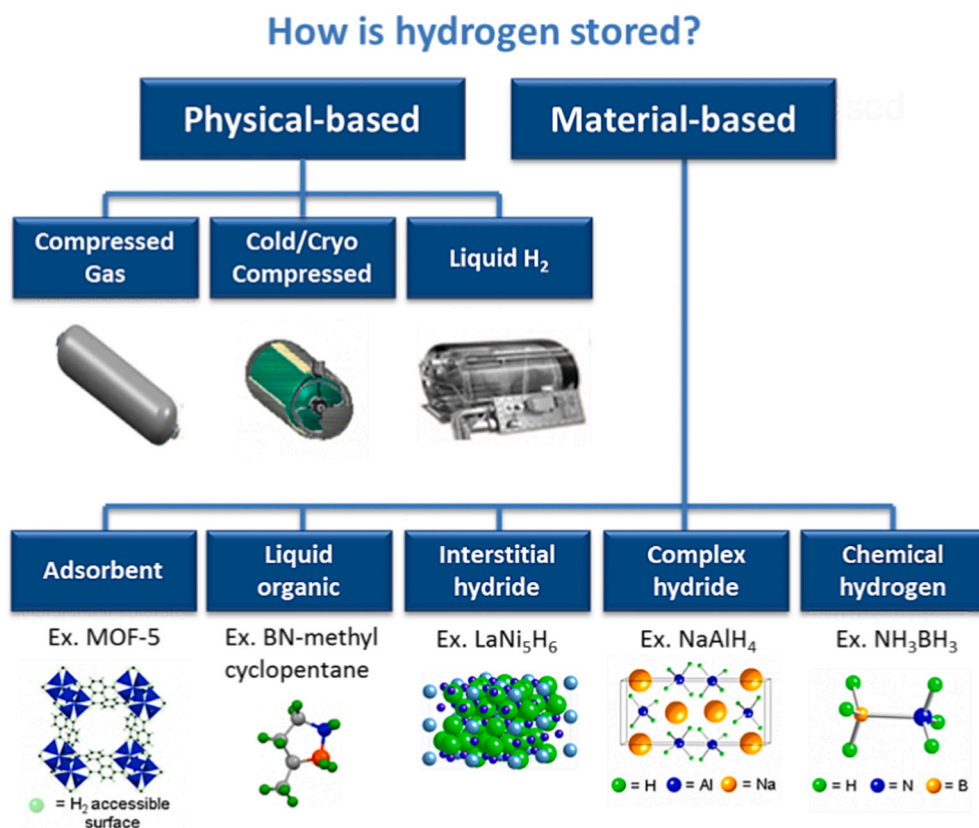 How is hydrogen stored?
Physical-based
Material-based
Compressed
Gas
Cold/Cryo
Compressed
Liquid H₂
Adsorbent
Liquid
organic
Interstitial
hydride
Complex
hydride
Chemical
hydrogen
Ex. MOF-5
Ex. BN-methyl
cyclopentane
Ex. LaNi₅H₆
Ex. NaAlH₄
Ex. NH₃BH₃
= H₂ accessible
surface
= H = Al = Na
= H = N = B